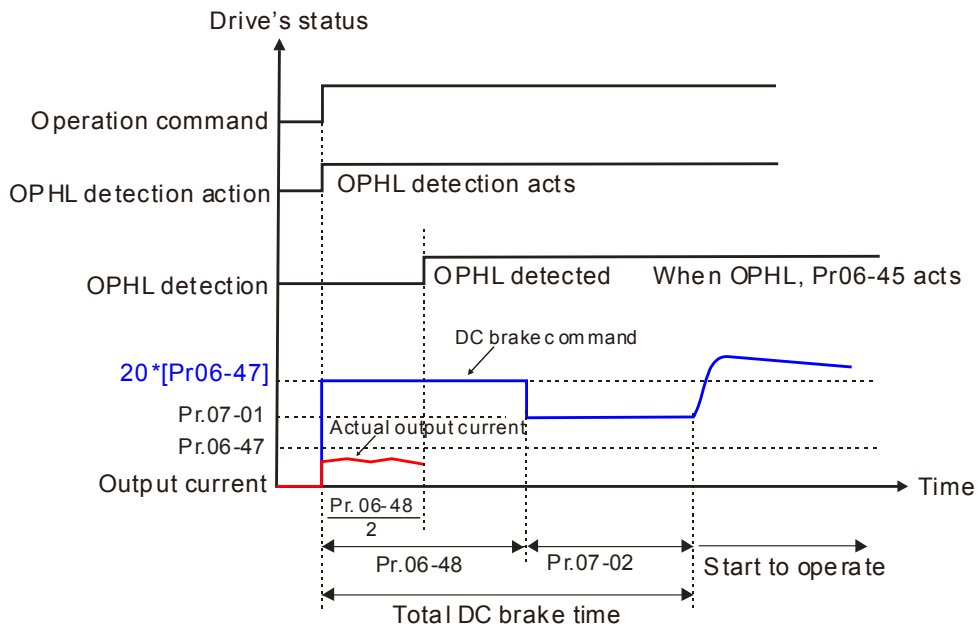 Drive's status
Operation command
OPHL detection action
OPHL detection acts
OPHL detection
OPHL detected
When OPHL, Pr06-45 acts
DC brake command
20*[Pr06-47]
Pr.07-01
Actual output current
Pr.06-47
Output current
Time
Pr.06-48
2
Pr.06-48
Pr.07-02
Start to operate
Total DC brake time